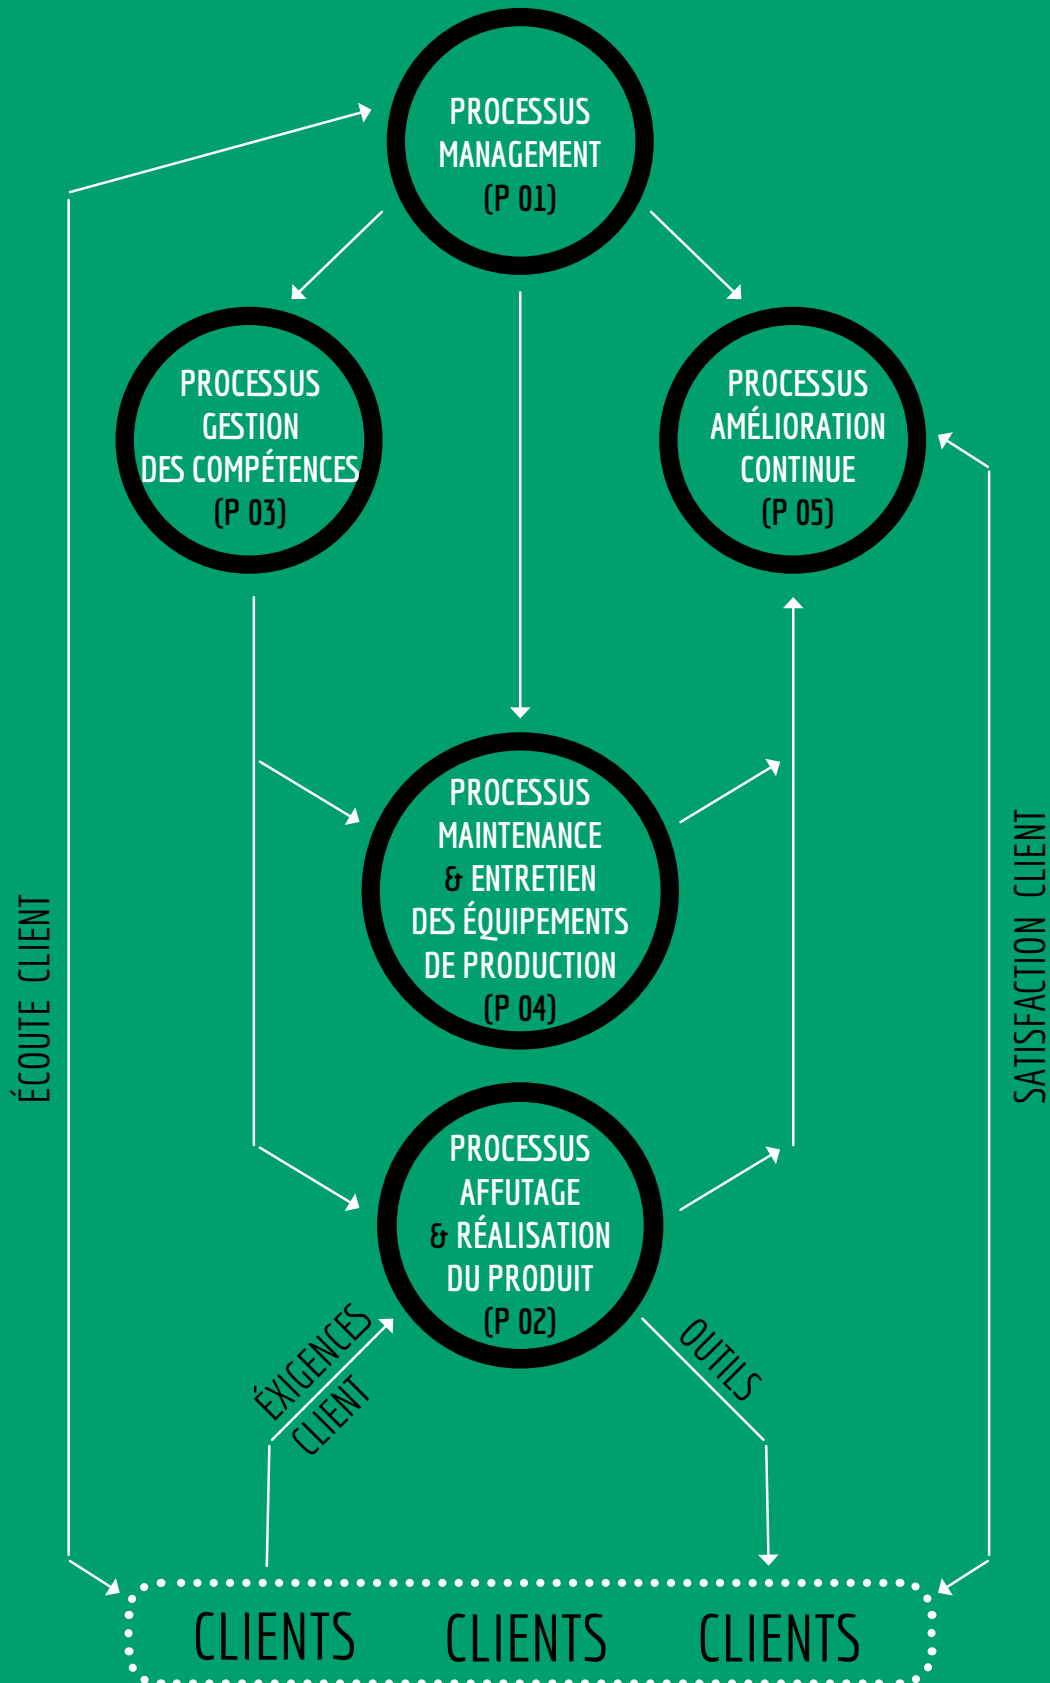 PROCESSUS
MANAGEMENT
(P 01)
PROCESSUS
GESTION
DES COMPÉTENCES
(P 03)
PROCESSUS
AMÉLIORATION
CONTINUE
(P 05)
PROCESSUS
MAINTENANCE
& ENTRETIEN
DES ÉQUIPEMENTS
DE PRODUCTION
(P 04)
ÉCOUTE CLIENT
SATISFACTION CLIENT
PROCESSUS
AFFUTAGE
& RÉALISATION
DU PRODUIT
(P 02)
ÉXIGENCES
CLIENT
OUTILS
CLIENTS CLIENTS CLIENTS